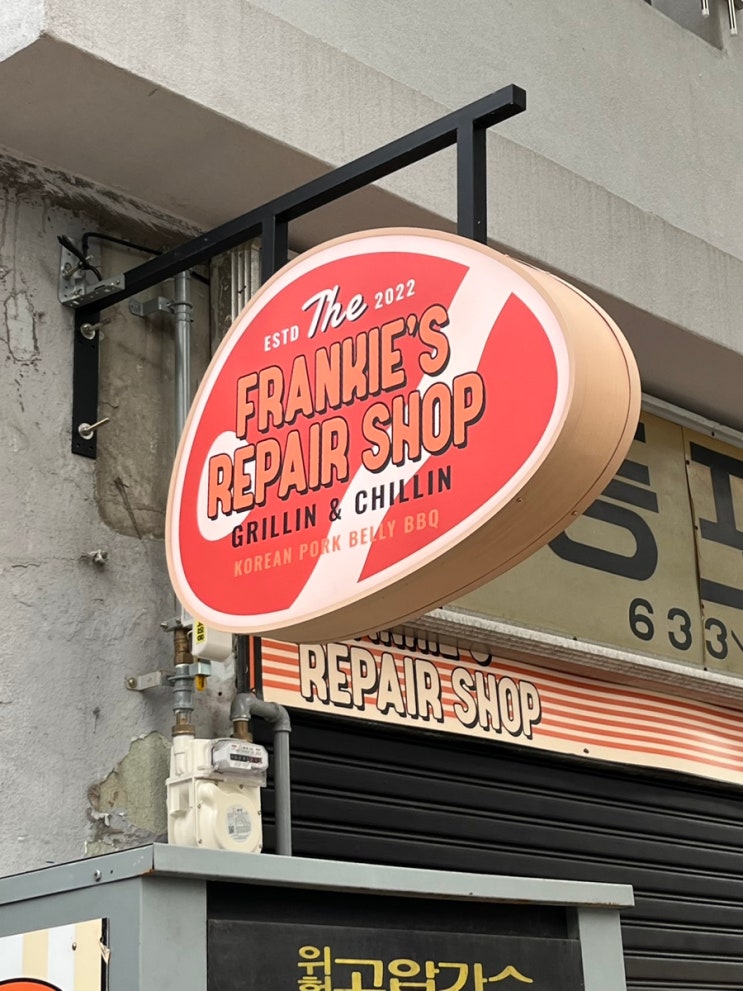 The
ESTD 2022
FRANKIE'S
REPAIR SHOP
GRILLIN & CHILLIN
KOREAN PORK BELLY BBQ
REPAIR SHOP
633
위험
고압가스